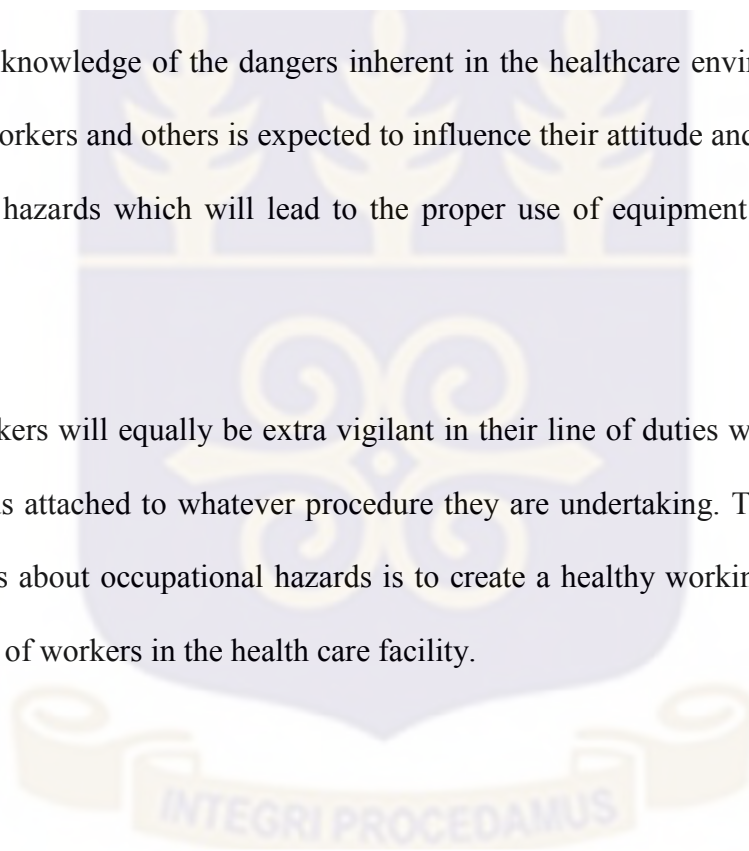 knowledge of the dangers inherent in the healthcare
orkers and others is expected to influence their attitude and
hazards which will lead to the proper use of equipment
kers will equally be extra vigilant in their line of duties
s attached to whatever procedure they are undertaking.
s about occupational hazards is to create a healthy
of workers in the health care facility.
INTEGRI PROCEDAMUS